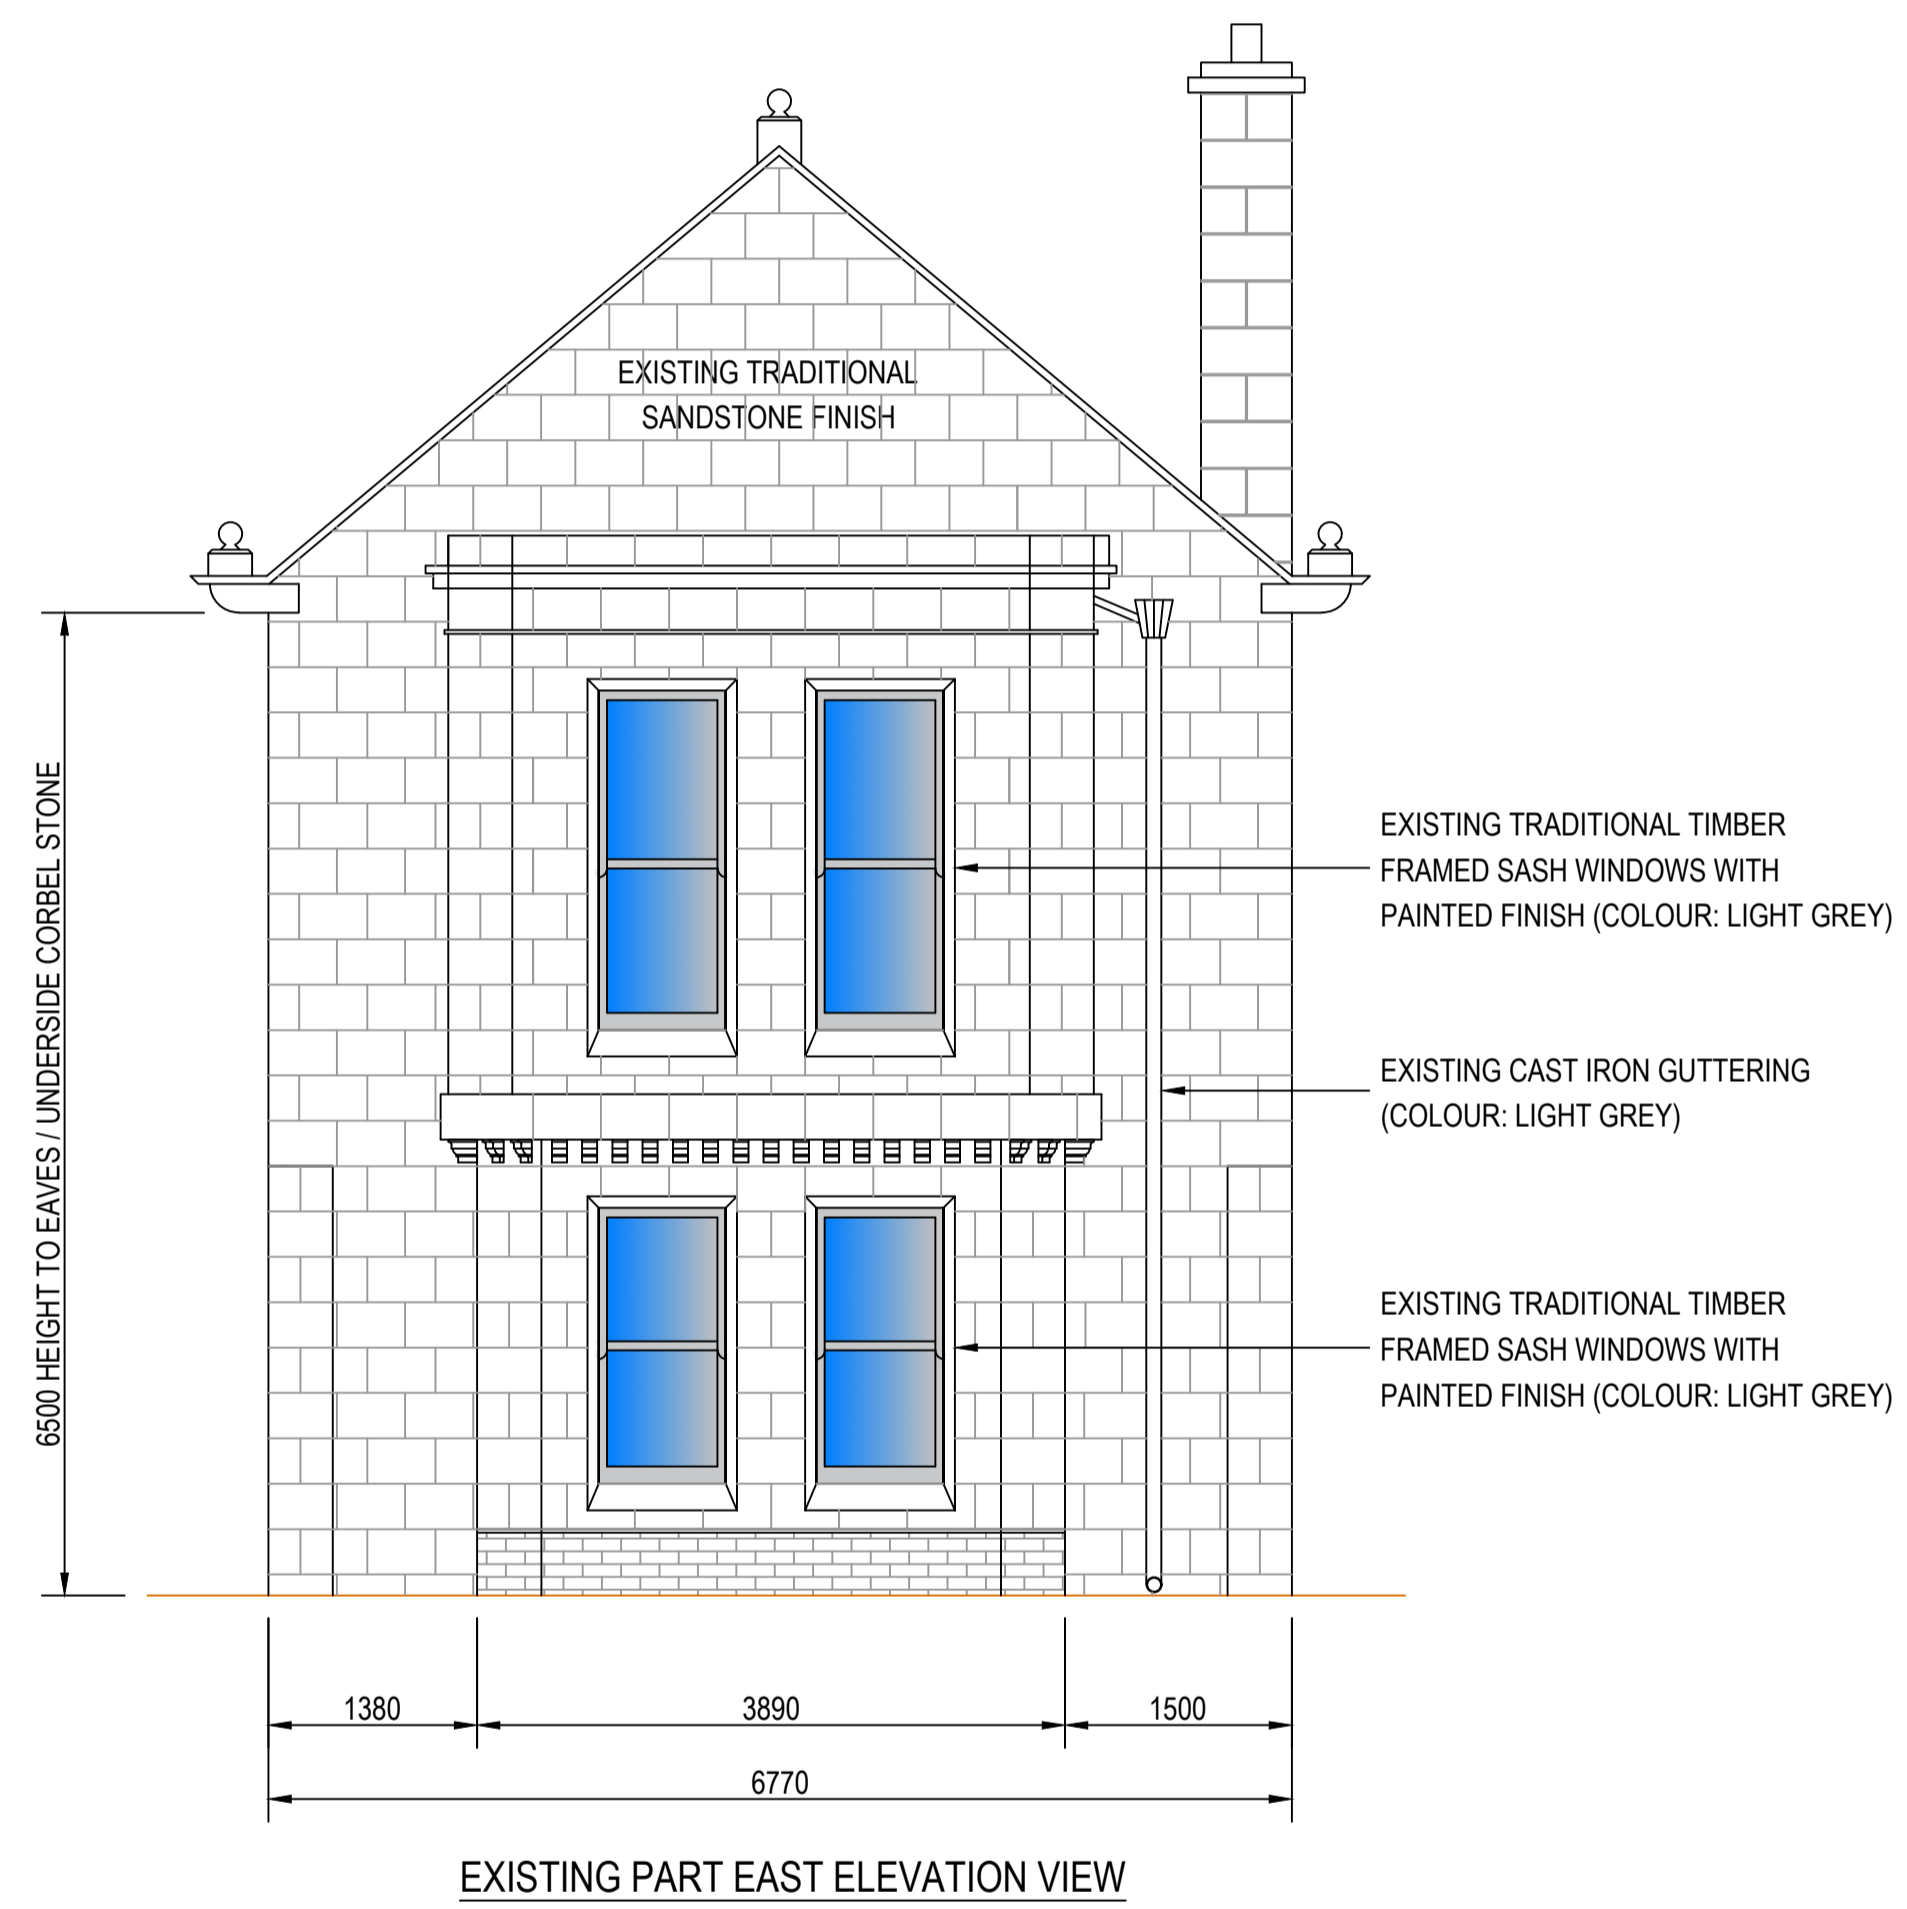 EXISTING TRADITIONAL
SANDSTONE FINISH
EXISTING TRADITIONAL TIMBER
FRAMED SASH WINDOWS WITH
PAINTED FINISH (COLOUR: LIGHT GREY)
EXISTING CAST IRON GUTTERING
(COLOUR: LIGHT GREY)
EXISTING TRADITIONAL TIMBER
FRAMED SASH WINDOWS WITH
PAINTED FINISH (COLOUR: LIGHT GREY)
6500 HEIGHT TO EAVES / UNDERSIDE CORBEL STONE
1380
3890
1500
6770
EXISTING PART EAST ELEVATION VIEW